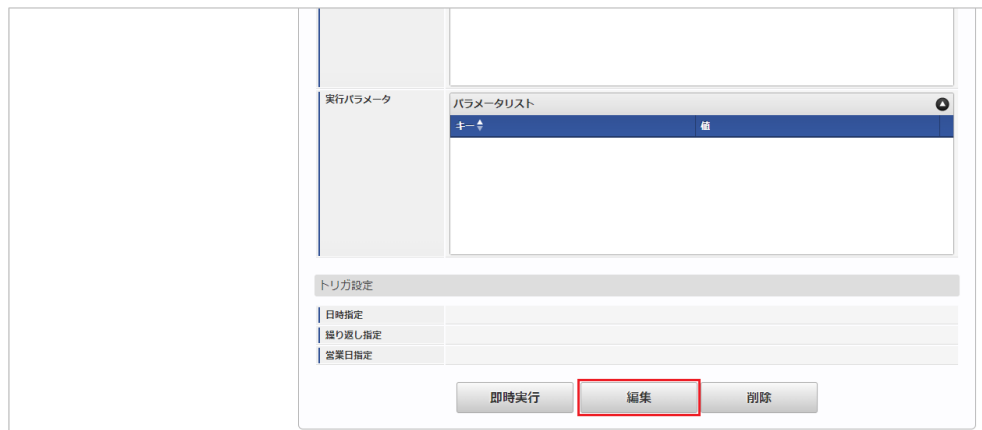 実行パラメータ
パラメータリスト
キー 値
トリガ設定
日時指定
繰り返し指定
営業日指定
即時実行 編集 削除